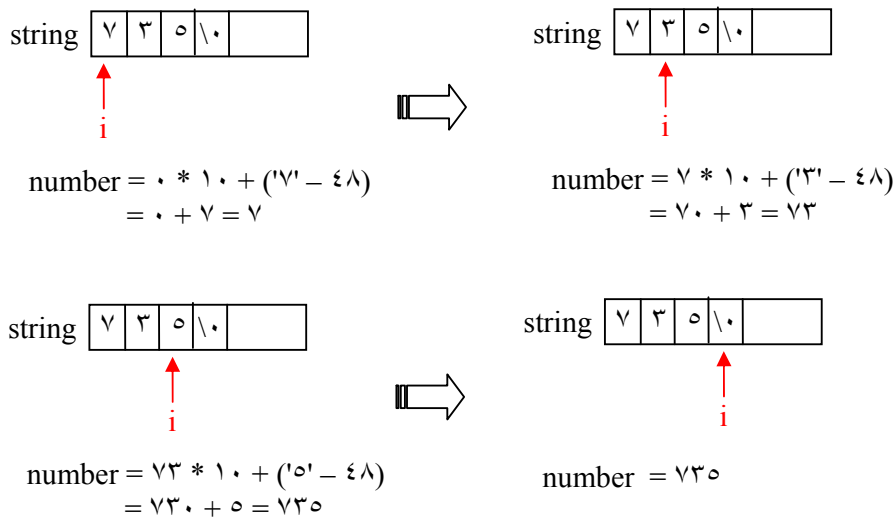 string ٧ ٣ ٥ \٠
i
number = ٠ * ١٠ + ('٧' – ٤٨)
= ٠ + ٧ = ٧
string ٧ ٣ ٥ \٠
i
number = ٧ * ١٠ + ('٣' – ٤٨)
= ٧٠ + ٣ = ٧٣
string ٧ ٣ ٥ \٠
i
number = ٧٣ * ١٠ + ('٥' – ٤٨)
= ٧٣٠ + ٥ = ٧٣٥
string ٧ ٣ ٥ \٠
i
number = ٧٣٥